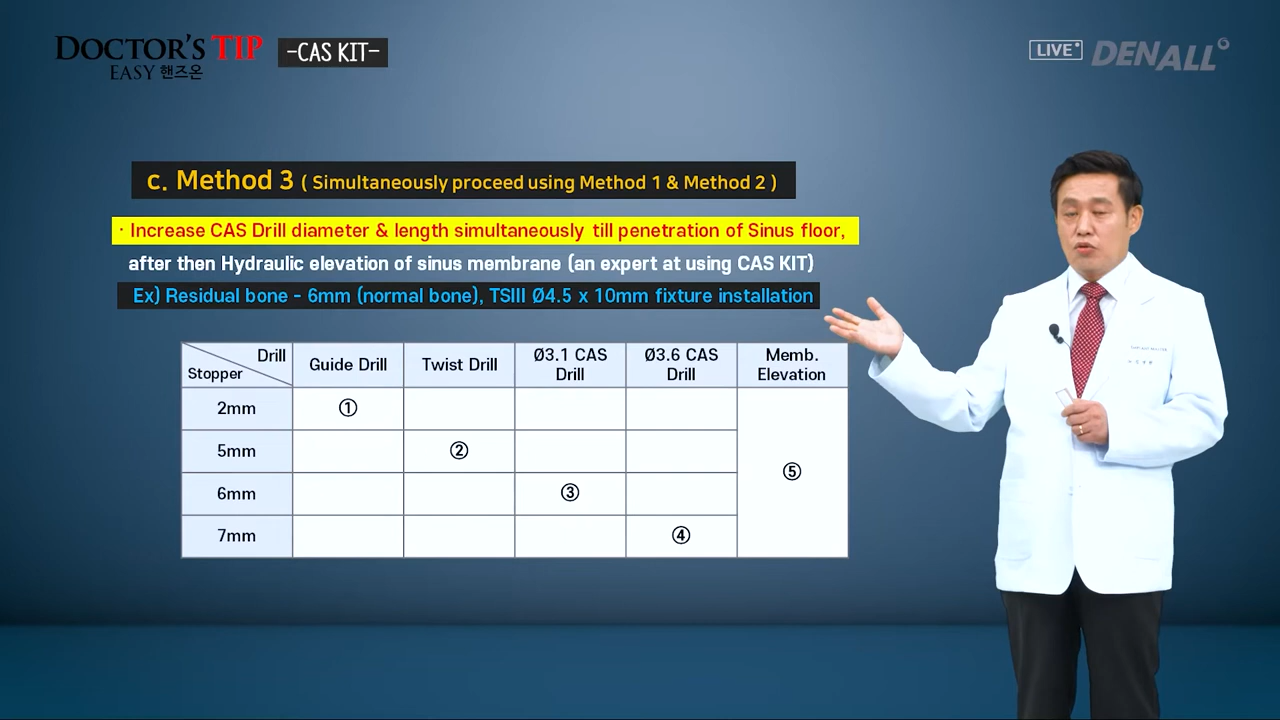 DOCTOR'S TIP
EASY 핸즈온
-CAS KIT-
LIVE
DENALL
c. Method 3 ( Simultaneously proceed using Method 1 & Method 2 )
· Increase CAS Drill diameter & length simultaneously till penetration of Sinus floor,
after then Hydraulic elevation of sinus membrane (an expert at using CAS KIT)
Ex) Residual bone - 6mm (normal bone), TSIII Ø4.5 x 10mm fixture installation
Drill
Stopper
Guide Drill
Twist Drill
Ø3.1 CAS
Drill
Ø3.6 CAS
Drill
Memb.
Elevation
2mm ①
5mm ②
6mm ③
7mm ④
⑤